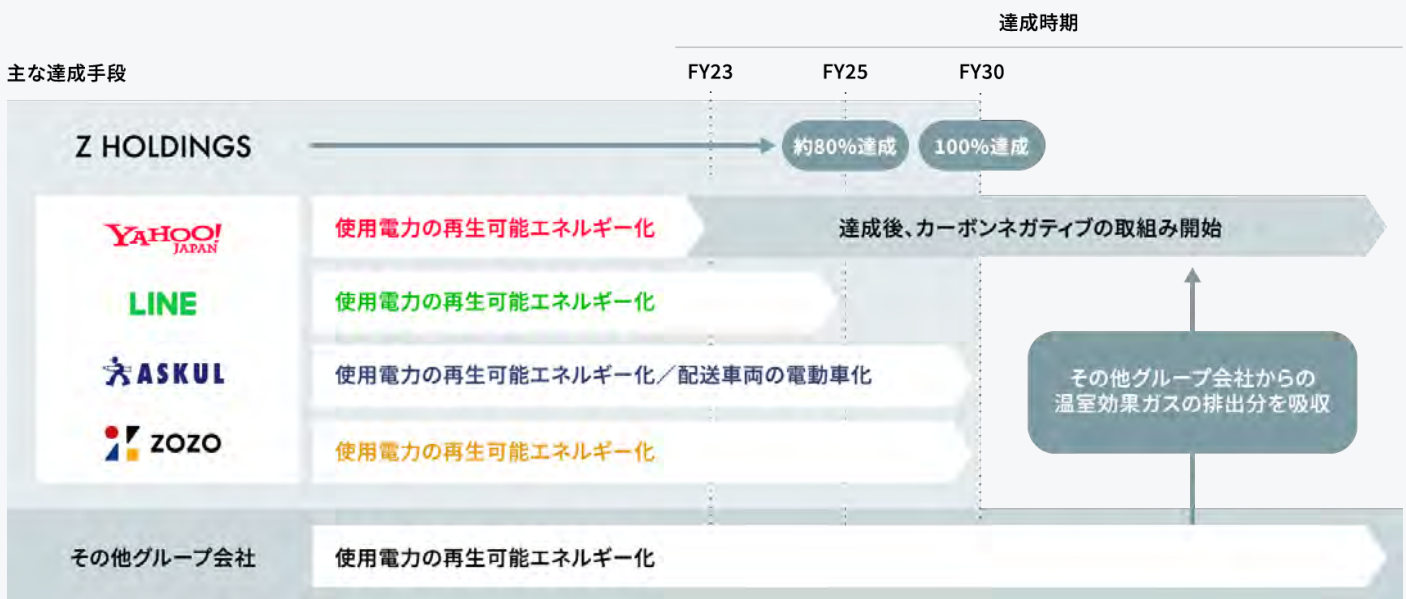 達成時期
主な達成手段
FY23
FY25
FY30
Z HOLDINGS
約80%達成
100%達成
YAHOO!
JAPAN
使用電力の再生可能エネルギー化
達成後、カーボンネガティブの取組み開始
LINE
使用電力の再生可能エネルギー化
ASKUL
使用電力の再生可能エネルギー化／配送車両の電動車化
その他グループ会社からの
温室効果ガスの排出分を吸収
ZOZO
使用電力の再生可能エネルギー化
その他グループ会社
使用電力の再生可能エネルギー化